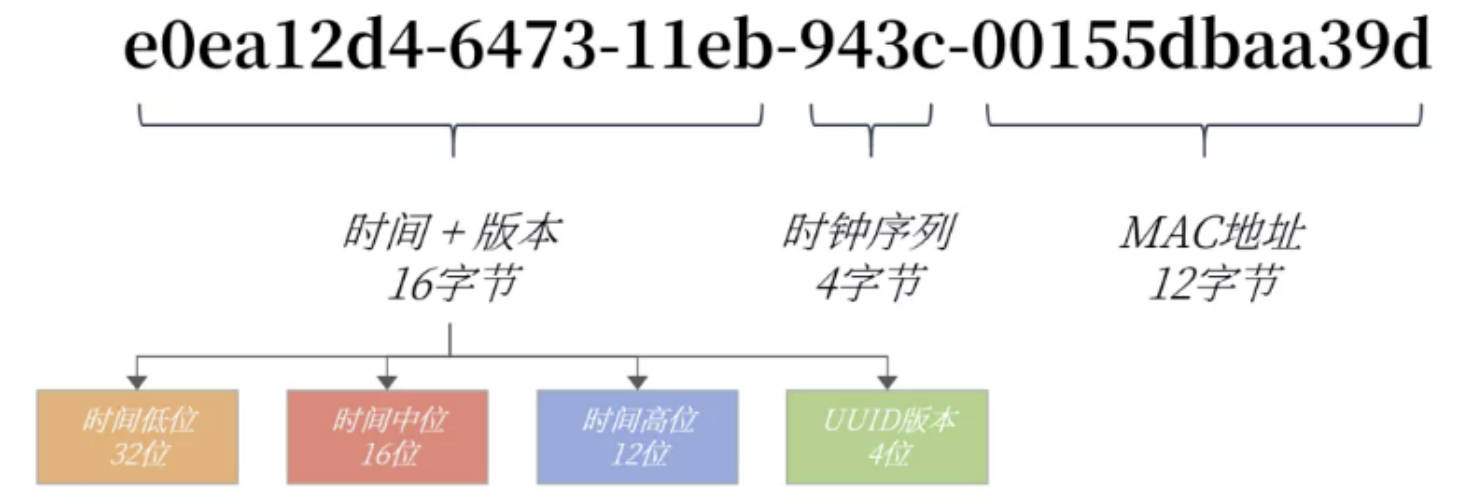 e0ea12d4-6473-11eb-943c-00155dbaa39d
时间 + 版本
16字节
时钟序列
4字节
MAC地址
12字节
时间低位
32位
时间中位
16位
时间高位
12位
UUID版本
4位